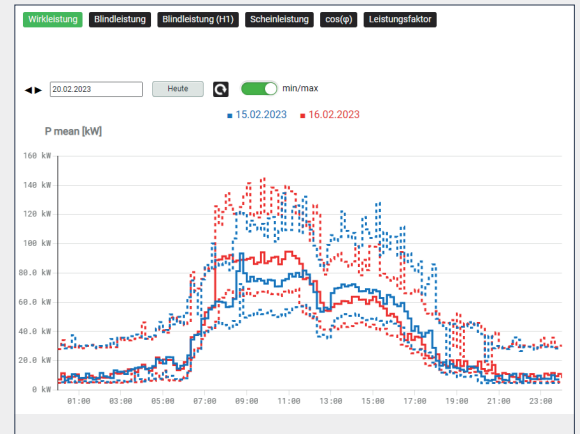 Wirkleistung Blindleistung Blindleistung (H1) Scheinleistung cos(φ) Leistungsfaktor
20.02.2023 Heute min/max
15.02.2023 16.02.2023
P mean [kW]
160 kW
140 kW
120 kW
100 kW
80.0 kW
60.0 kW
40.0 kW
20.0 kW
0 kW
01:00 03:00 05:00 07:00 09:00 11:00 13:00 15:00 17:00 19:00 21:00 23:00